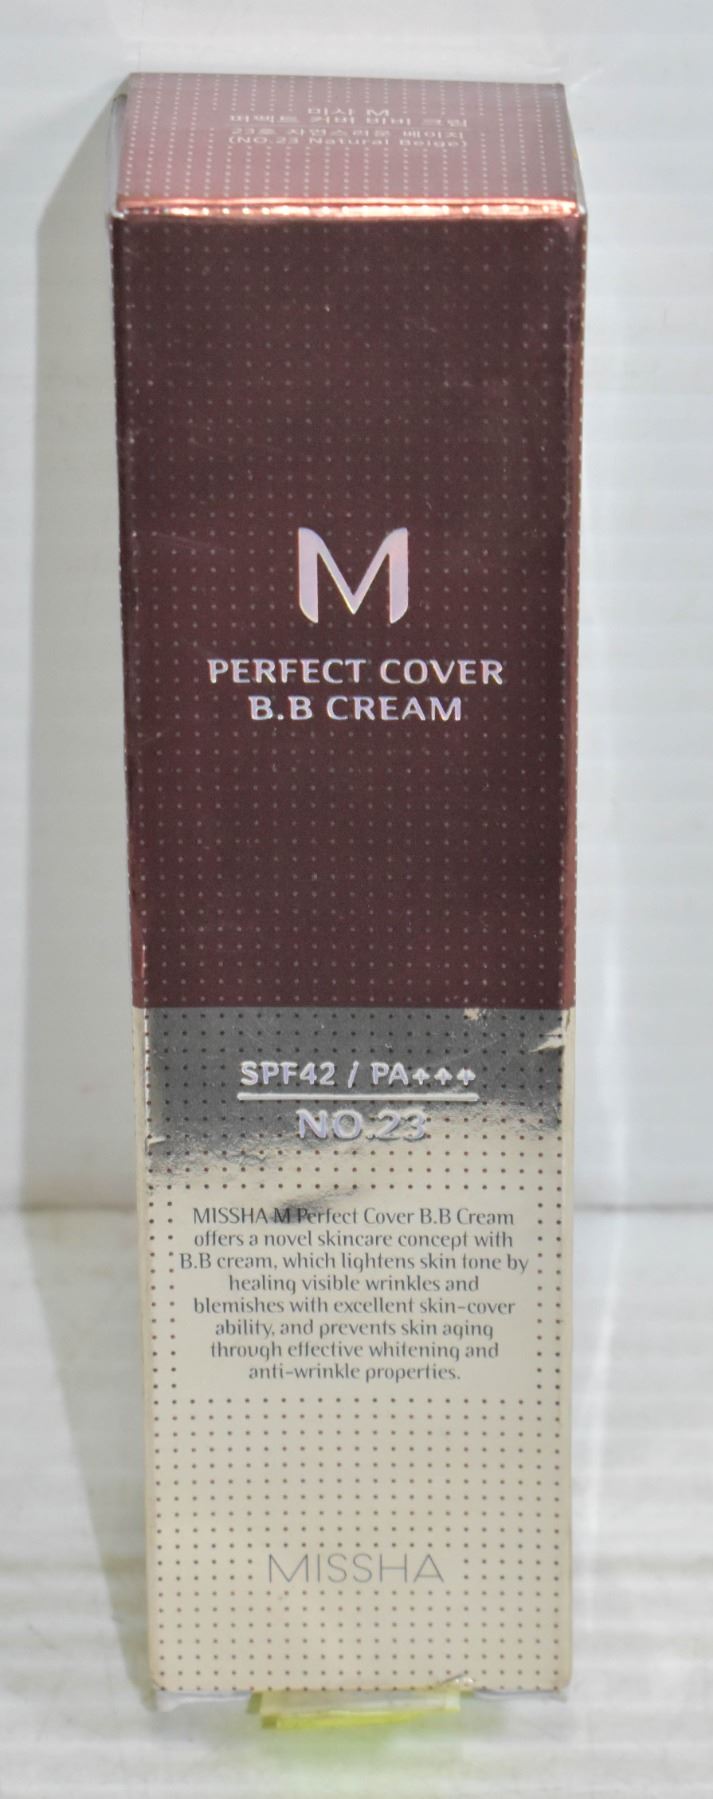 미샤 M
퍼펙트 커버 비비 크림
23호 자연스러운 베이지
(NO.23 Natural Beige)
M
PERFECT COVER
B.B CREAM
SPF42 / PA+++
NO.23
MISSHA M Perfect Cover B.B Cream
offers a novel skincare concept with
B.B cream, which lightens skin tone by
healing visible wrinkles and
blemishes with excellent skin-cover
ability, and prevents skin aging
through effective whitening and
anti-wrinkle properties.
MISSHA